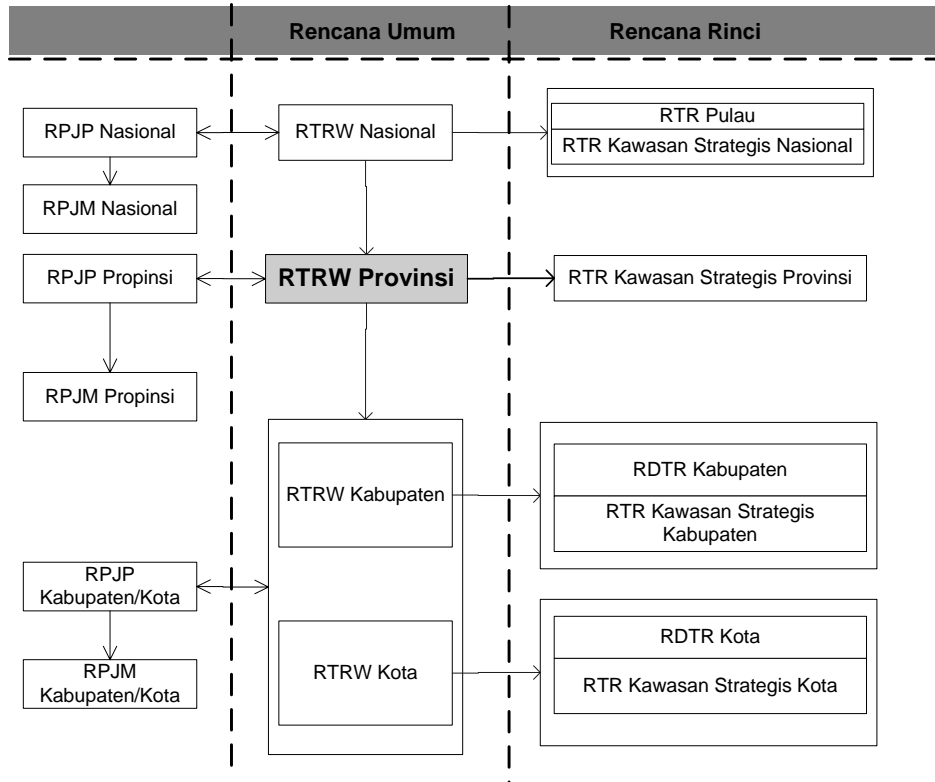 Rencana Umum
Rencana Rinci
RPJP Nasional
RTRW Nasional
RTR Pulau
RTR Kawasan Strategis Nasional
RPJM Nasional
RPJP Propinsi
RTRW Provinsi
RTR Kawasan Strategis Provinsi
RPJM Propinsi
RTRW Kabupaten
RDTR Kabupaten
RTR Kawasan Strategis
Kabupaten
RPJP
Kabupaten/Kota
RTRW Kota
RDTR Kota
RTR Kawasan Strategis Kota
RPJM
Kabupaten/Kota